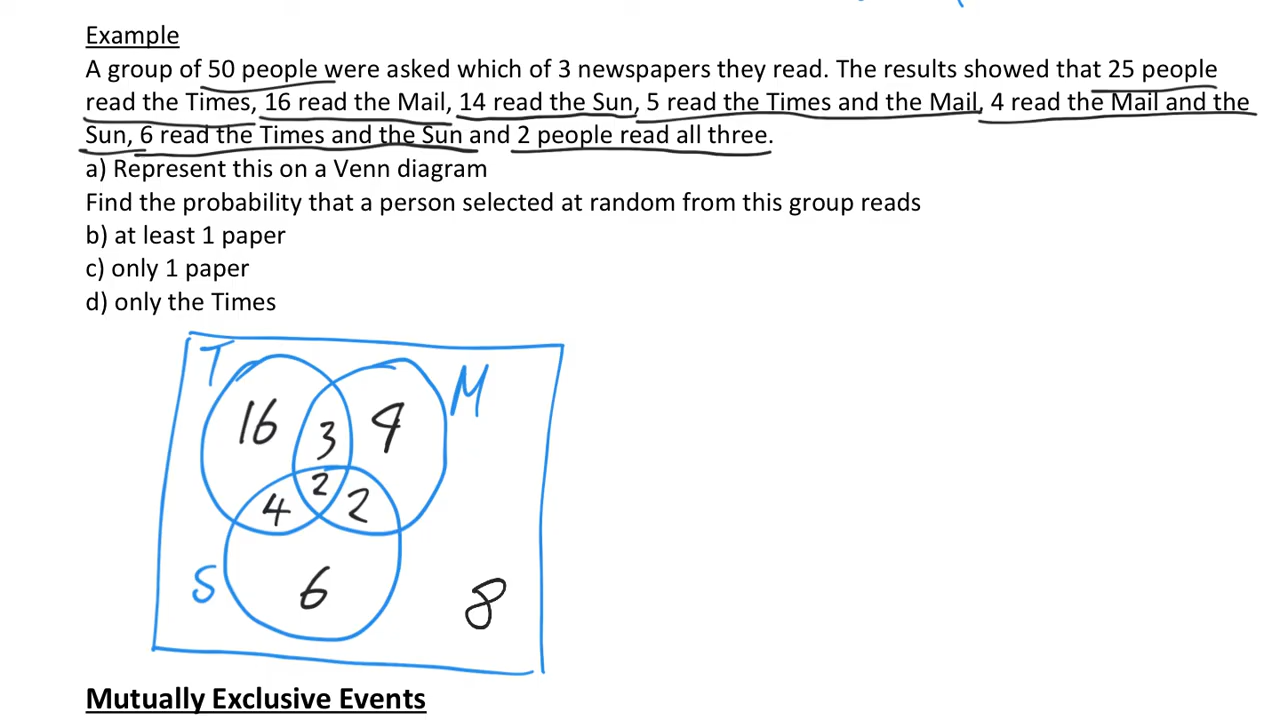 Example
A group of 50 people were asked which of 3 newspapers they read. The results showed that 25 people
read the Times, 16 read the Mail, 14 read the Sun, 5 read the Times and the Mail, 4 read the Mail and the
Sun, 6 read the Times and the Sun and 2 people read all three.
a) Represent this on a Venn diagram
Find the probability that a person selected at random from this group reads
b) at least 1 paper
c) only 1 paper
d) only the Times
T
M
16 3 9
2
4 2
S
6
8
Mutually Exclusive Events